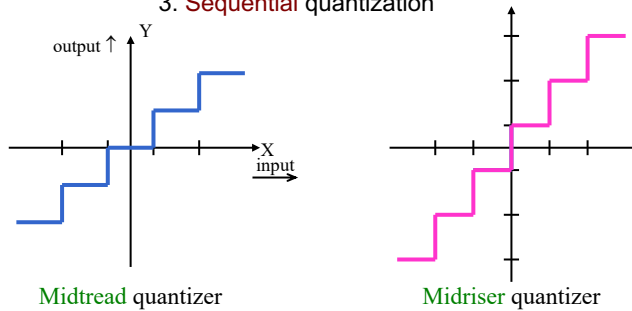 3. Sequential quantization
Y
output ↑
X
input
Midtread quantizer
Midriser quantizer